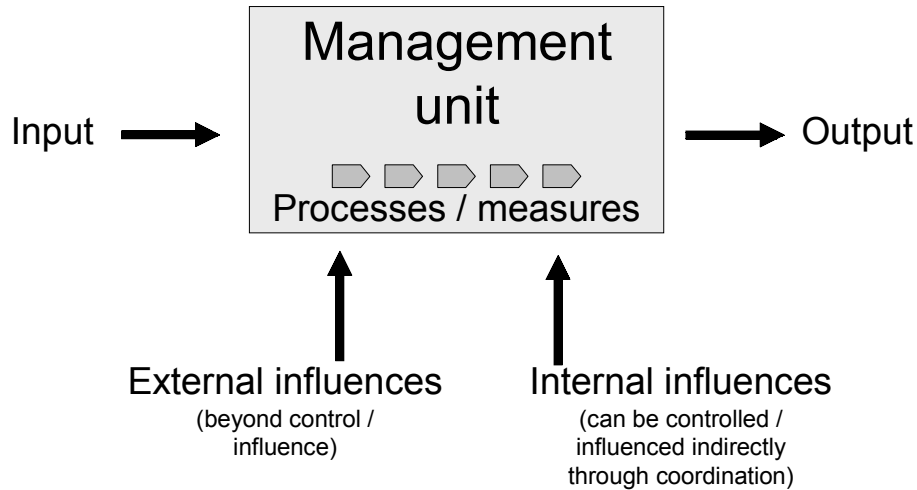 Management
unit
Input
Output
Processes / measures
External influences
(beyond control /
influence)
Internal influences
(can be controlled /
influenced indirectly
through coordination)